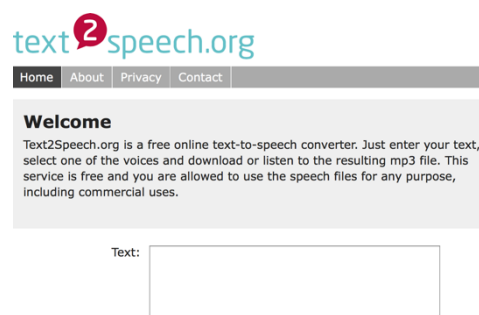 text2speech.org
Home About Privacy Contact
Welcome
Text2Speech.org is a free online text-to-speech converter. Just enter your text,
select one of the voices and download or listen to the resulting mp3 file. This
service is free and you are allowed to use the speech files for any purpose,
including commercial uses.
Text: